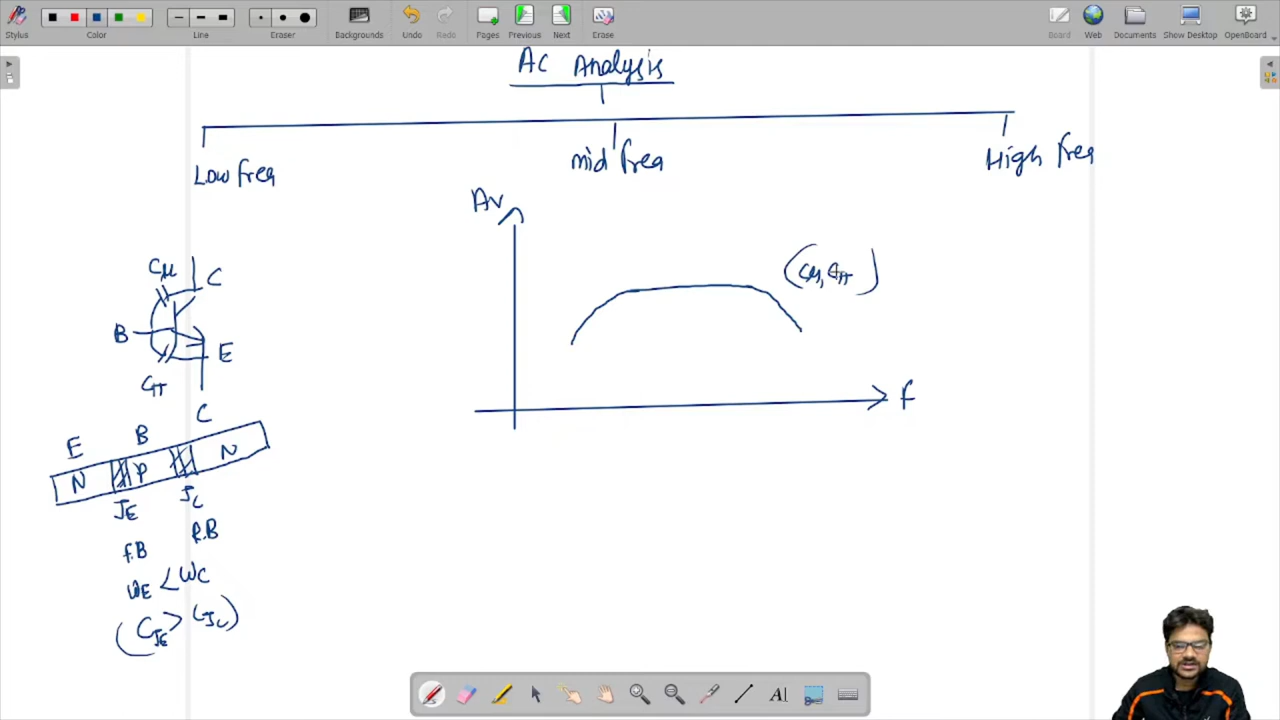 Stylus
Color
Line
Eraser
Backgrounds
Undo
Redo
Pages
Previous
Next
Erase
Board
Web
Documents
Show Desktop
OpenBoard
AC Analysis
Low freq
mid freq
High freq
Av
(Cμ, Cπ)
f
Cμ
C
B
E
Cπ
C
E
B
N
P
N
JE
JC
F.B
R.B
WE < WC
(CJE > CJC)